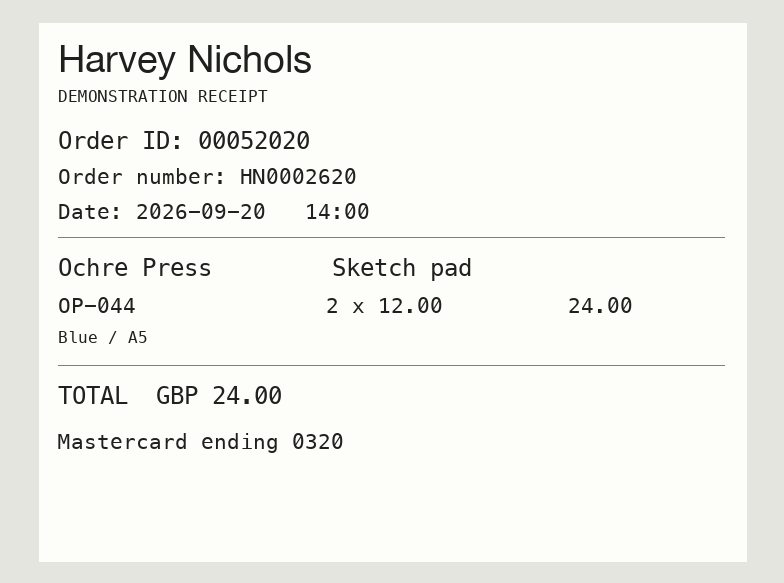 Harvey Nichols
DEMONSTRATION RECEIPT
Order ID: 00052020
Order number: HN0002620
Date: 2026-09-20 14:00
Ochre Press Sketch pad
OP-044 2 x 12.00 24.00
Blue / A5
TOTAL GBP 24.00
Mastercard ending 0320